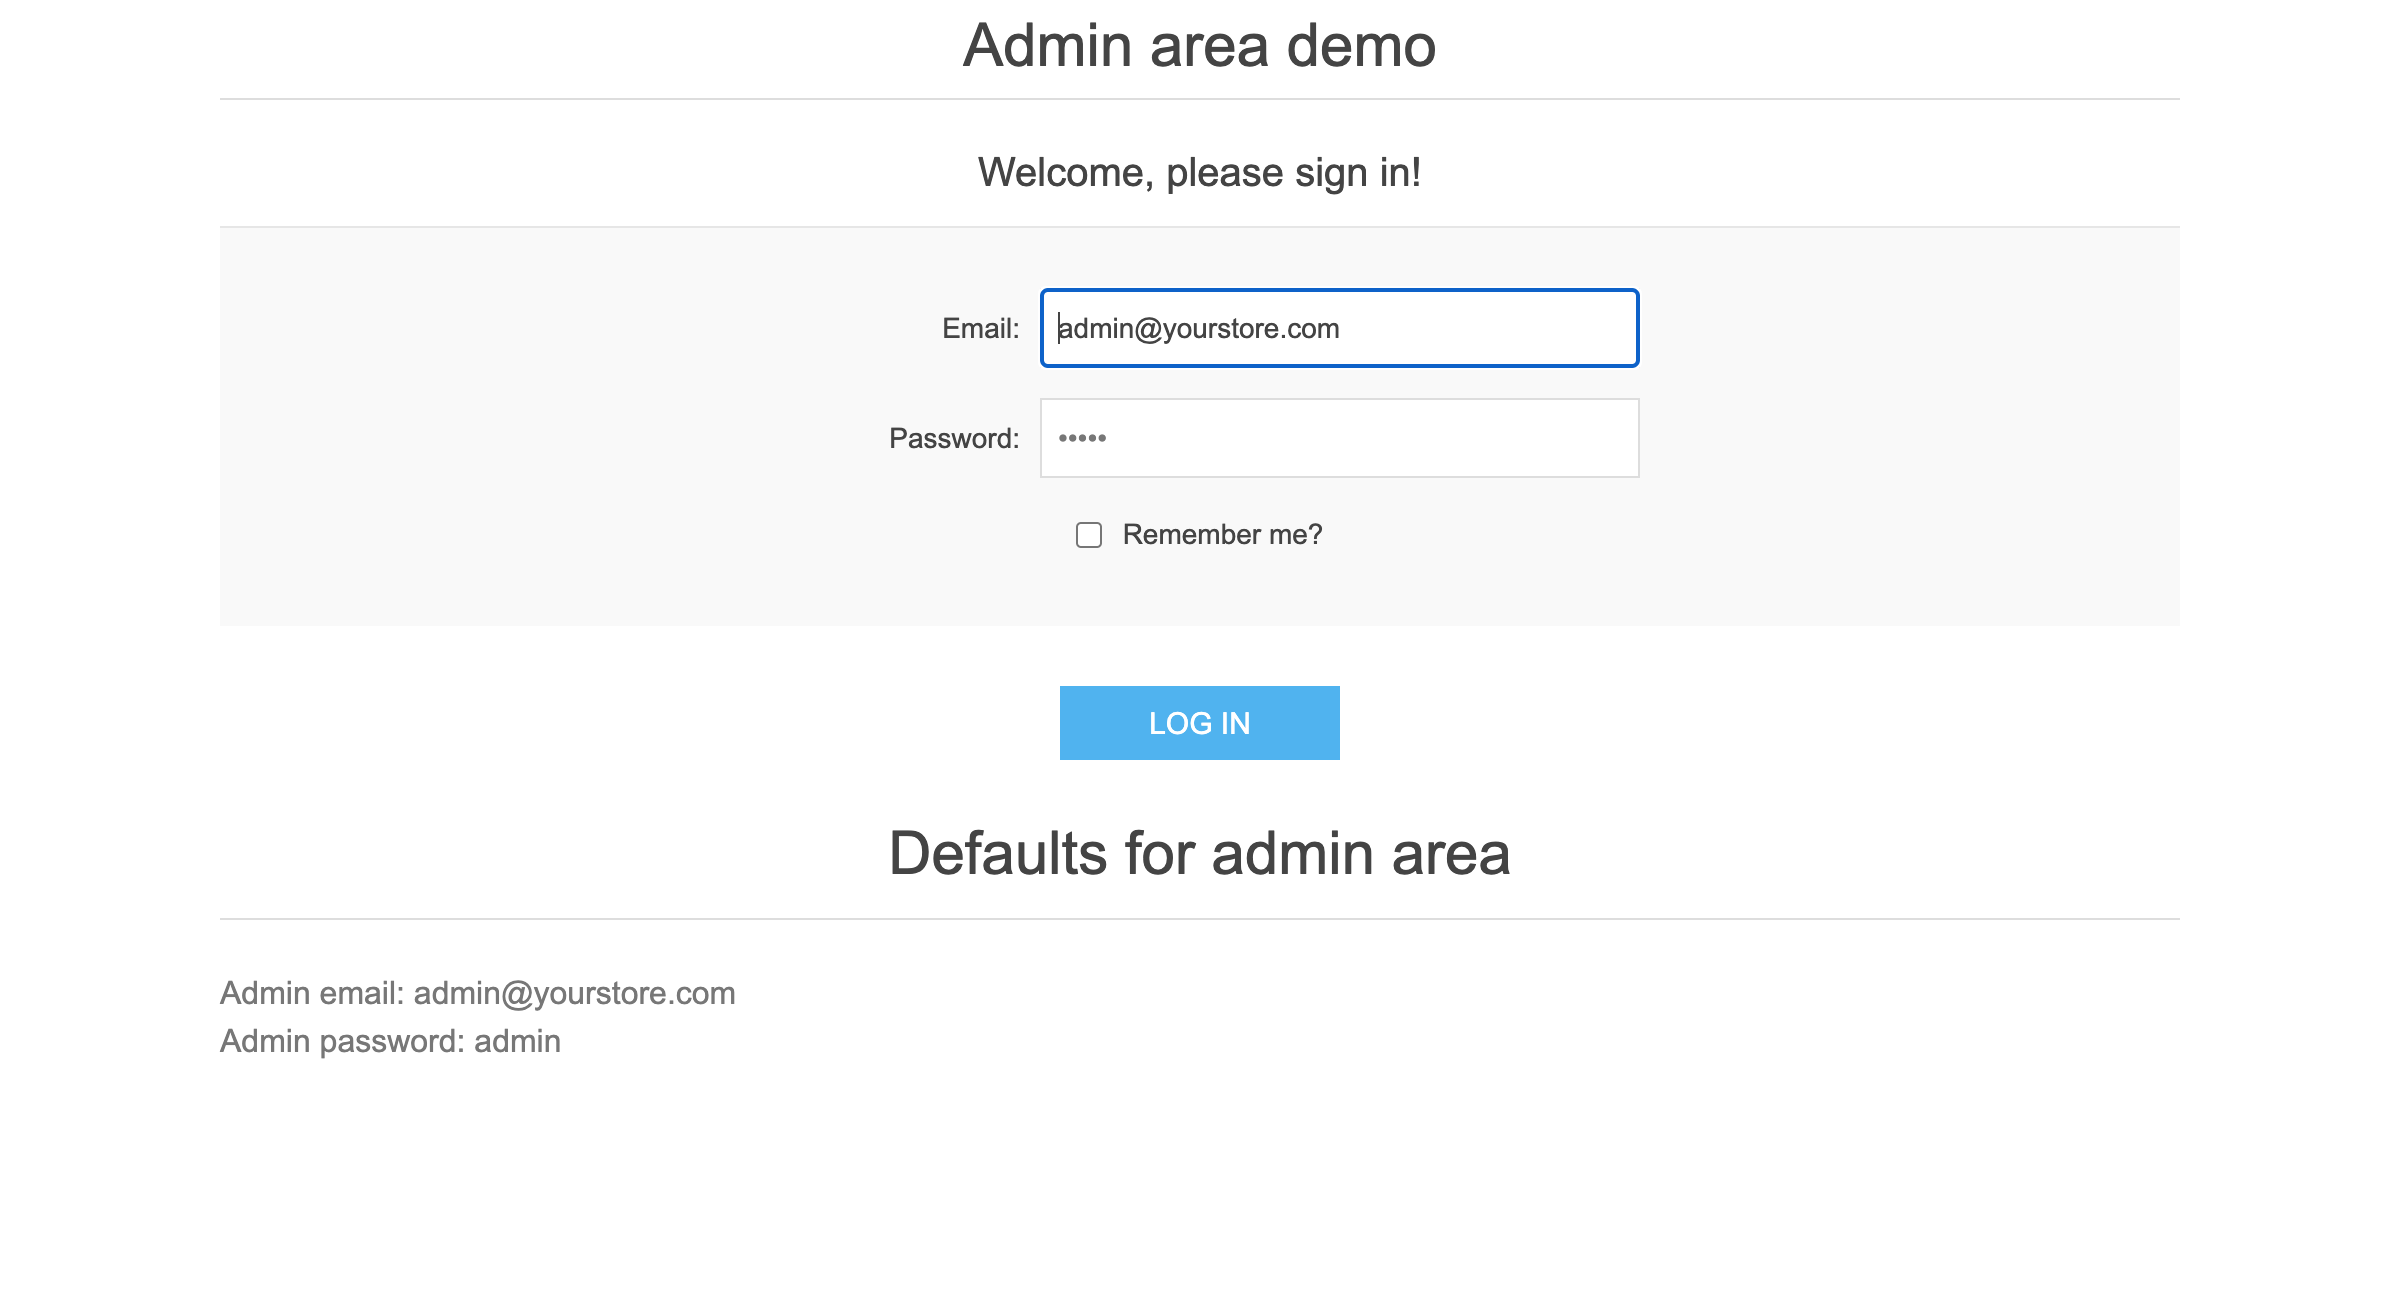 Admin area demo
Welcome, please sign in!
Email: admin@yourstore.com
Password: •••••
Remember me?
LOG IN
Defaults for admin area
Admin email: admin@yourstore.com
Admin password: admin